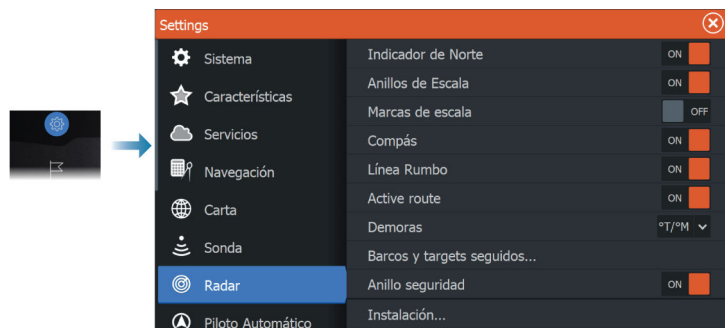 Settings
Sistema
Características
Servicios
Navegación
Carta
Sonda
Radar
Piloto Automático
Indicador de Norte ON
Anillos de Escala ON
Marcas de escala OFF
Compás ON
Línea Rumbo ON
Active route ON
Demoras °T/°M
Barcos y targets seguidos...
Anillo seguridad ON
Instalación...